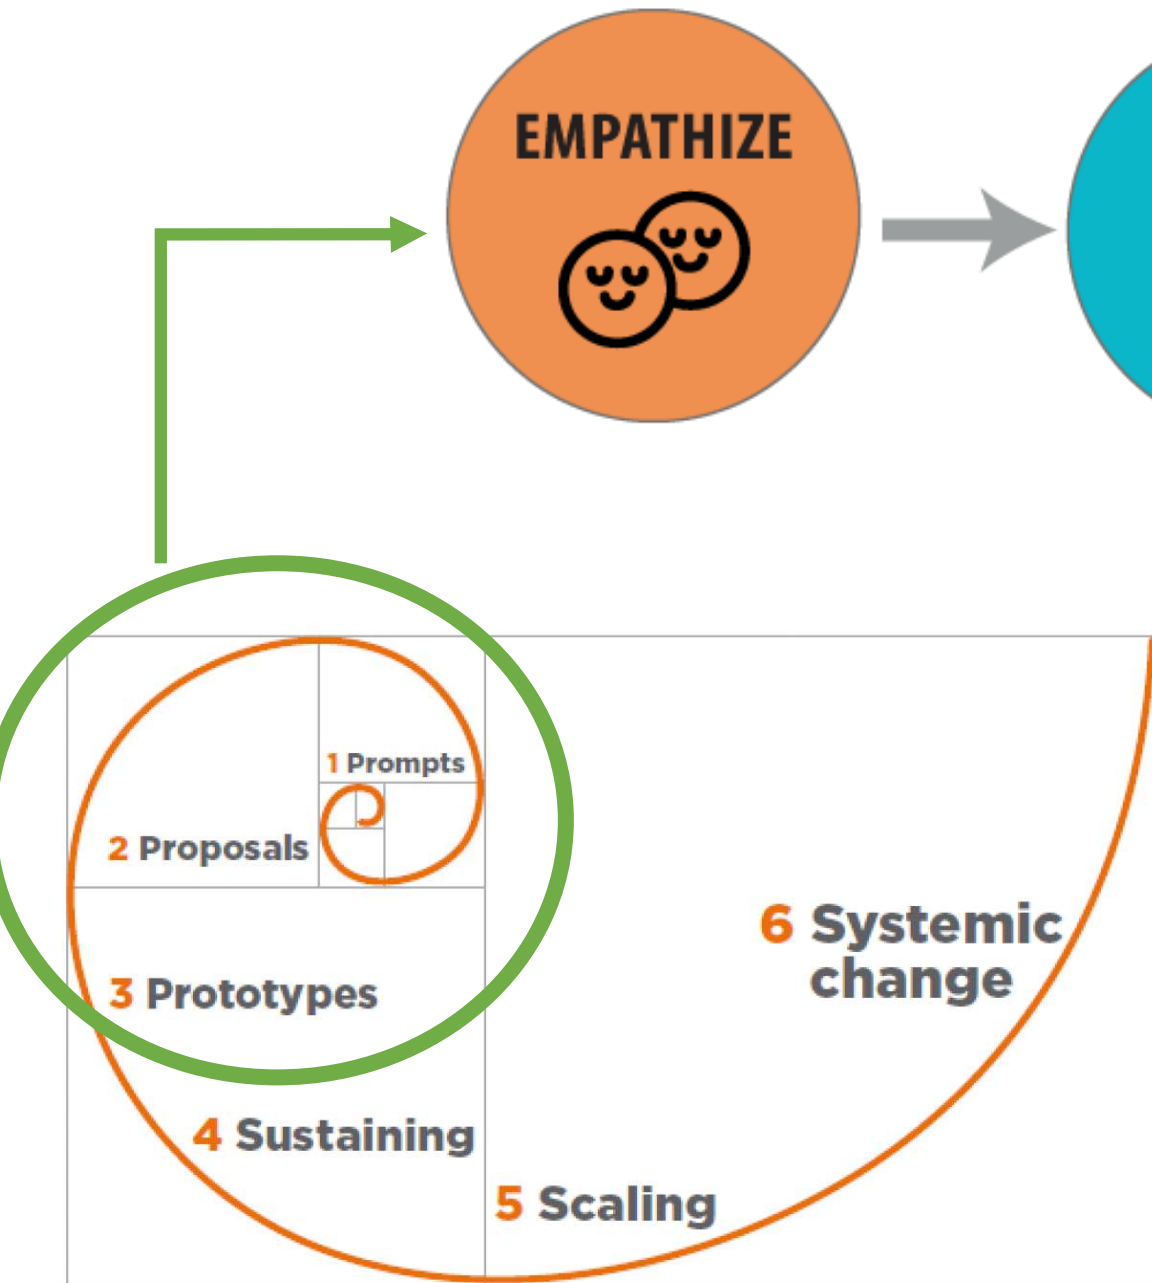 EMPATHIZE
1 Prompts
2 Proposals
3 Prototypes
4 Sustaining
5 Scaling
6 Systemic
change